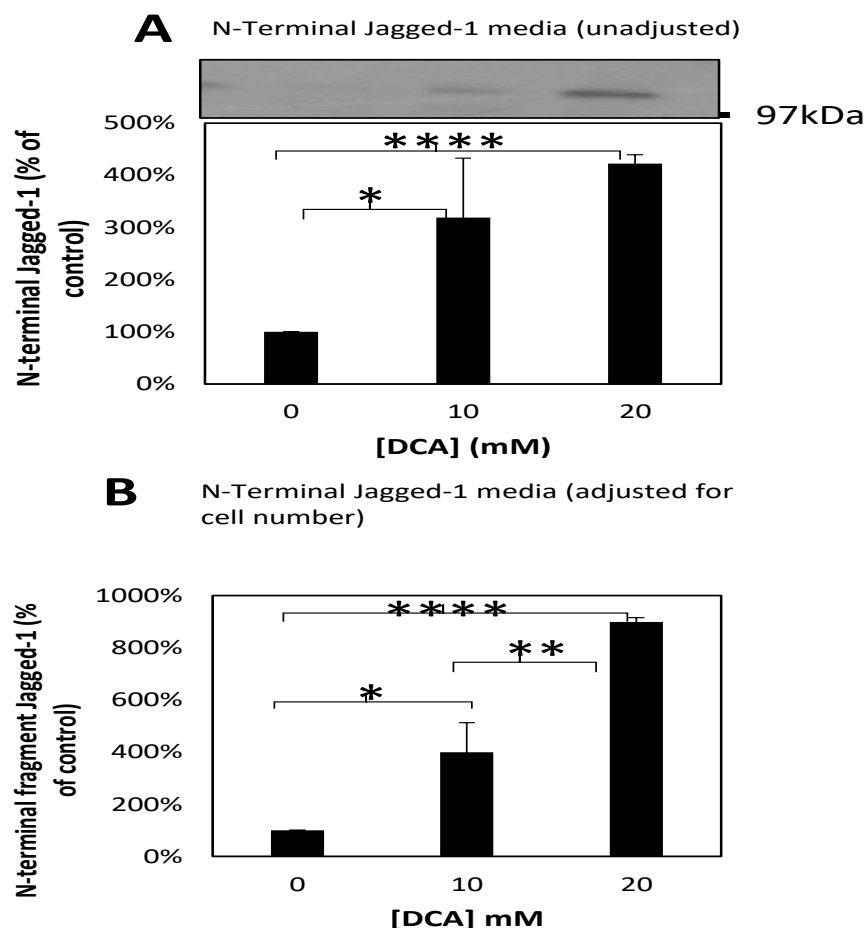 A N-Terminal Jagged-1 media (unadjusted)
97kDa
N-terminal Jagged-1 (% of
control)
500%
400%
300%
200%
100%
0%
****
*
0 10 20
[DCA] (mM)
B N-Terminal Jagged-1 media (adjusted for
cell number)
N-terminal fragment Jagged-1 (%
of control)
1000%
800%
600%
400%
200%
0%
****
**
*
0 10 20
[DCA] mM